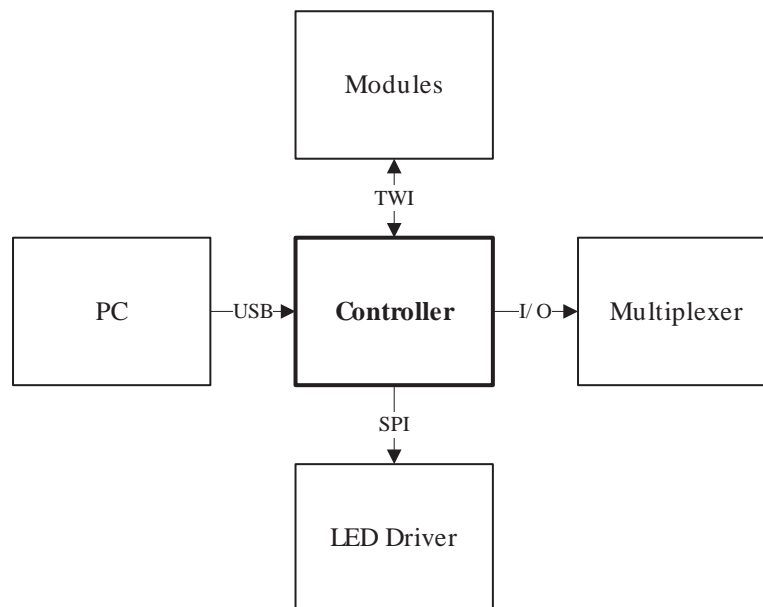 Modules
TWI
PC
USB
Controller
I/ O
Multiplexer
SPI
LED Driver